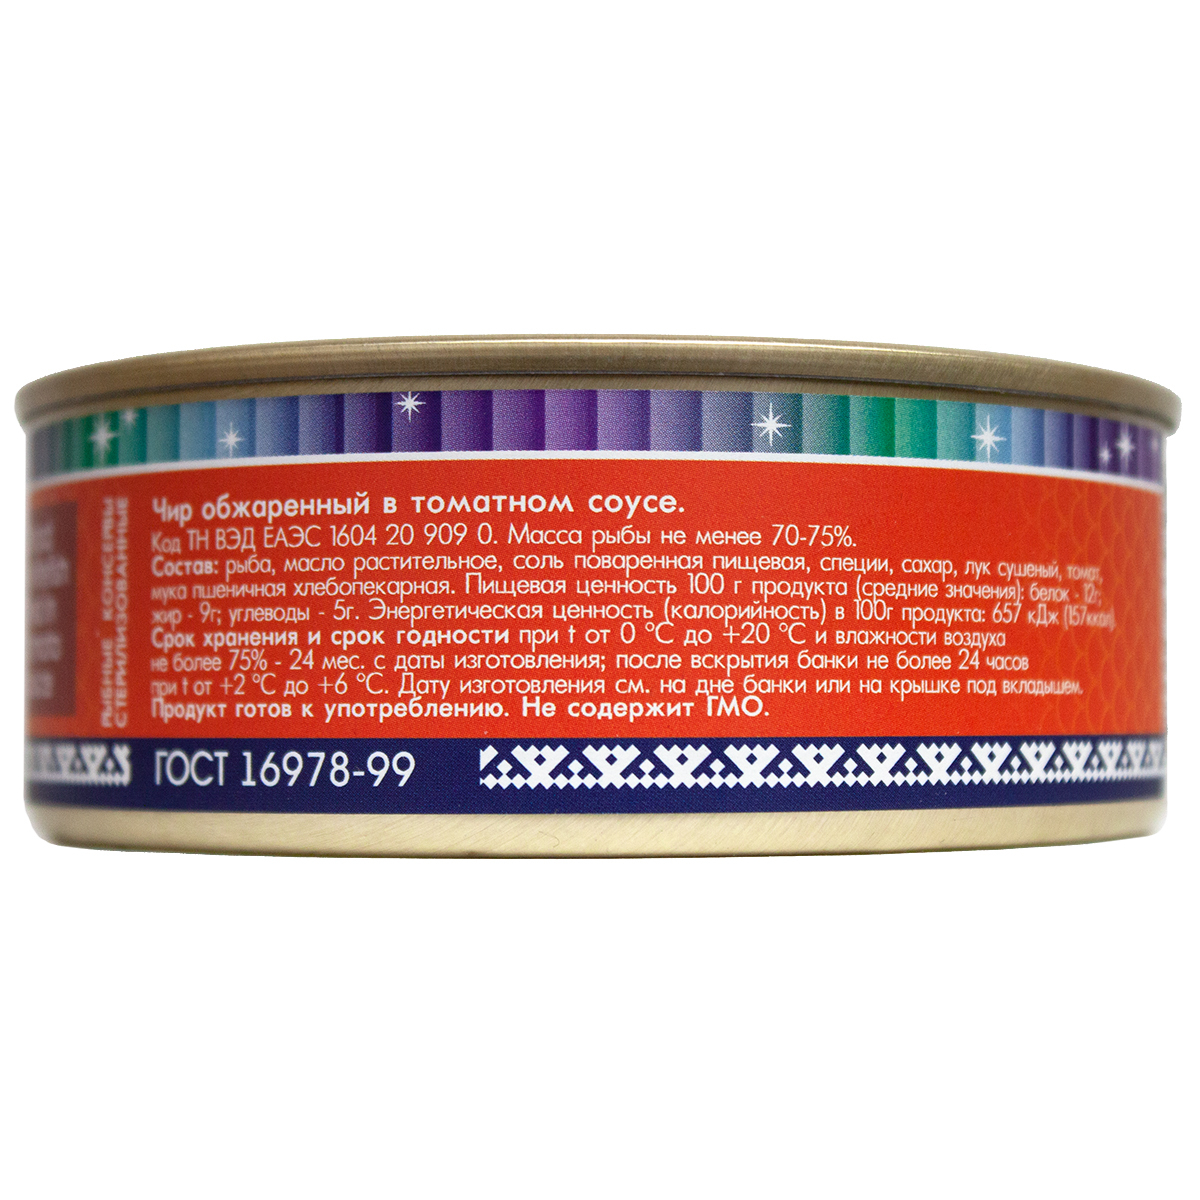 РЫБНЫЕ КОНСЕРВЫ
СТЕРИЛИЗОВАННЫЕ
Чир обжаренный в томатном соусе.
Код ТН ВЭД ЕАЭС 1604 20 909 0. Масса рыбы не менее 70-75%.
Состав: рыба, масло растительное, соль поваренная пищевая, специи, сахар, лук сушеный, томат,
мука пшеничная хлебопекарная. Пищевая ценность 100 г продукта (средние значения): белок - 12г;
жир - 9г; углеводы - 5г. Энергетическая ценность (калорийность) в 100г продукта: 657 кДж (157ккал).
Срок хранения и срок годности при t от 0 °С до +20 °С и влажности воздуха
не более 75% - 24 мес. с даты изготовления; после вскрытия банки не более 24 часов
при t от +2 °С до +6 °С. Дату изготовления см. на дне банки или на крышке под вкладышем.
Продукт готов к употреблению. Не содержит ГМО.
ГОСТ 16978-99